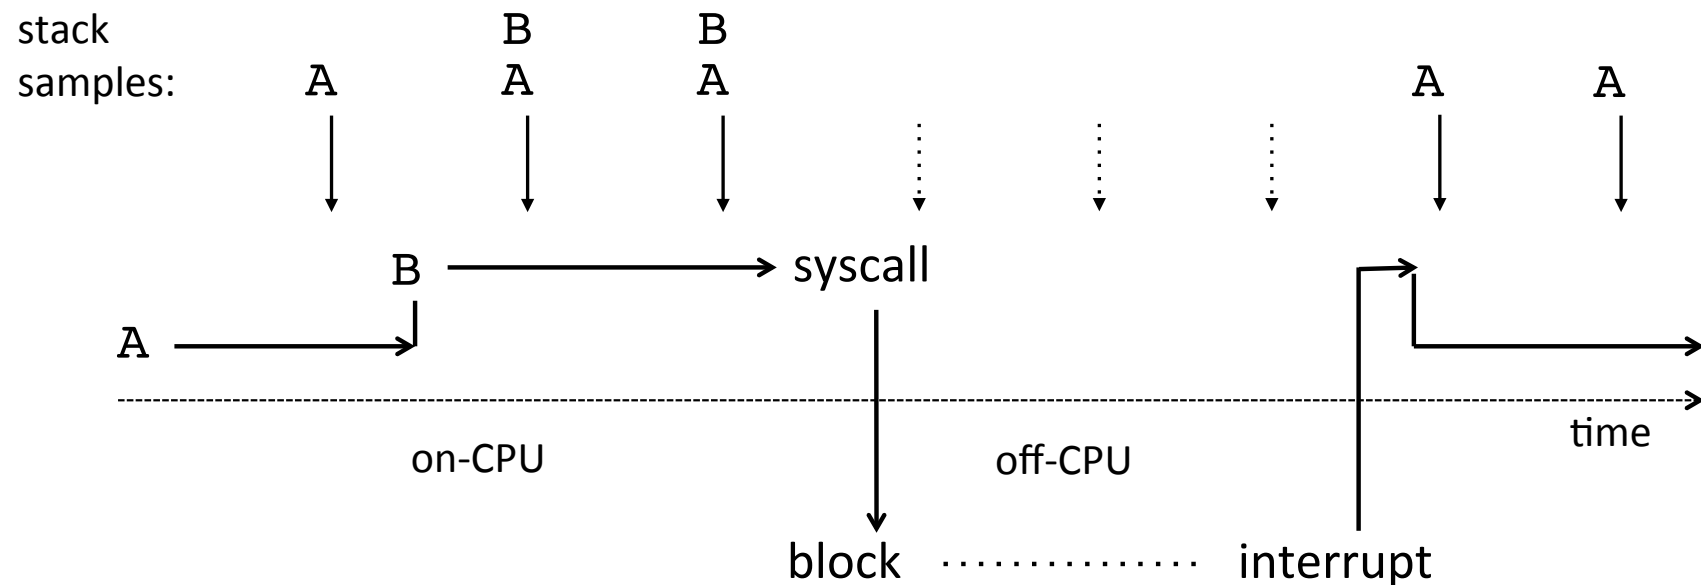 stack
samples:
B B
A A A A A
B syscall
A
time
on-CPU off-CPU
block interrupt